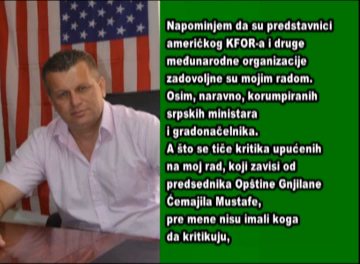 Napominjem da su predstavnici
američkog KFOR-a i druge
međunarodne organizacije
zadovoljne su mojim radom.
Osim, naravno, korumpiranih
srpskih ministara
i gradonačelnika.
A što se tiče kritika upućenih
na moj rad, koji zavisi od
predsednika Opštine Gnjilane
Ćemajila Mustafe,
pre mene nisu imali koga
da kritikuju,